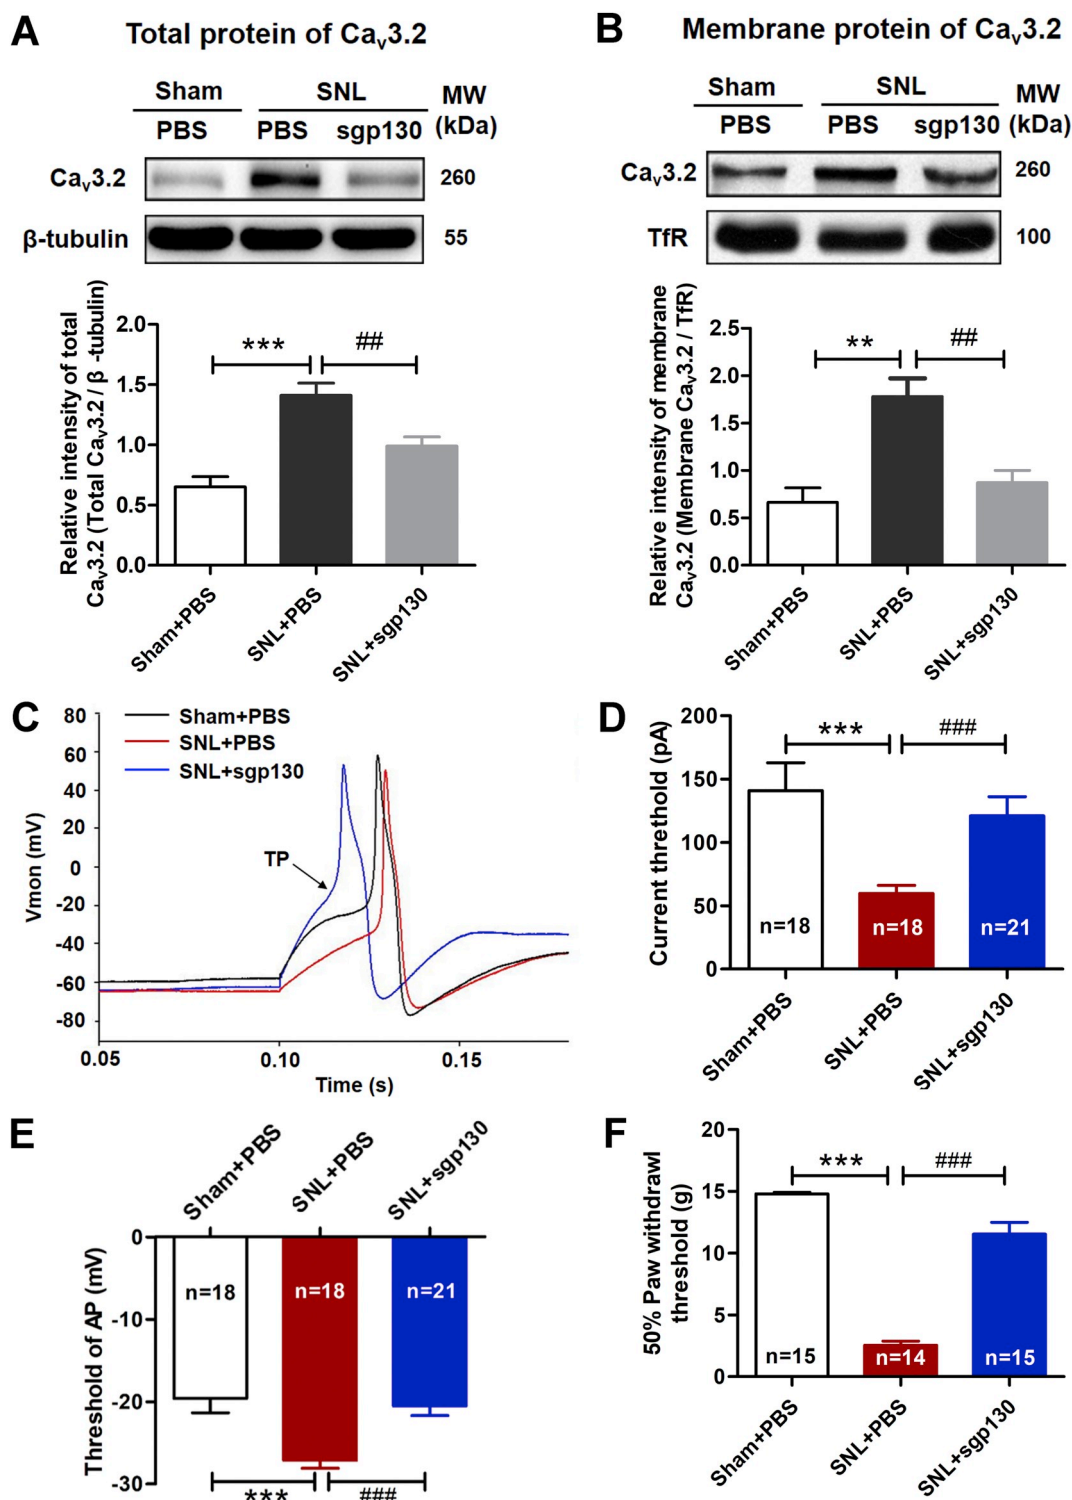 A Total protein of Cav3.2
Sham SNL MW
PBS PBS sgp130 (kDa)
Cav3.2 260
β-tubulin 55
Relative intensity of total
Cav3.2 (Total Cav3.2 / β -tubulin)
2.0
1.5
1.0
0.5
0.0
*** ##
Sham+PBS
SNL+PBS
SNL+sgp130
B Membrane protein of Cav3.2
Sham SNL MW
PBS PBS sgp130 (kDa)
Cav3.2 260
TfR 100
Relative intensity of membrane
Cav3.2 (Membrane Cav3.2 / TfR)
2.5
2.0
1.5
1.0
0.5
0.0
** ##
Sham+PBS
SNL+PBS
SNL+sgp130
C
Sham+PBS
SNL+PBS
SNL+sgp130
Vmon (mV)
80
60
40
20
0
-20
-40
-60
-80
TP
0.05 0.10 0.15
Time (s)
D
Current threthold (pA)
200
150
100
50
0
*** ###
n=18 n=18 n=21
Sham+PBS
SNL+PBS
SNL+sgp130
E
Sham+PBS
SNL+PBS
SNL+sgp130
Threshold of AP (mV)
0
-10
-20
-30
n=18 n=18 n=21
*** ###
F
50% Paw withdrawl
threshold (g)
20
15
10
5
0
*** ###
n=15 n=14 n=15
Sham+PBS
SNL+PBS
SNL+sgp130